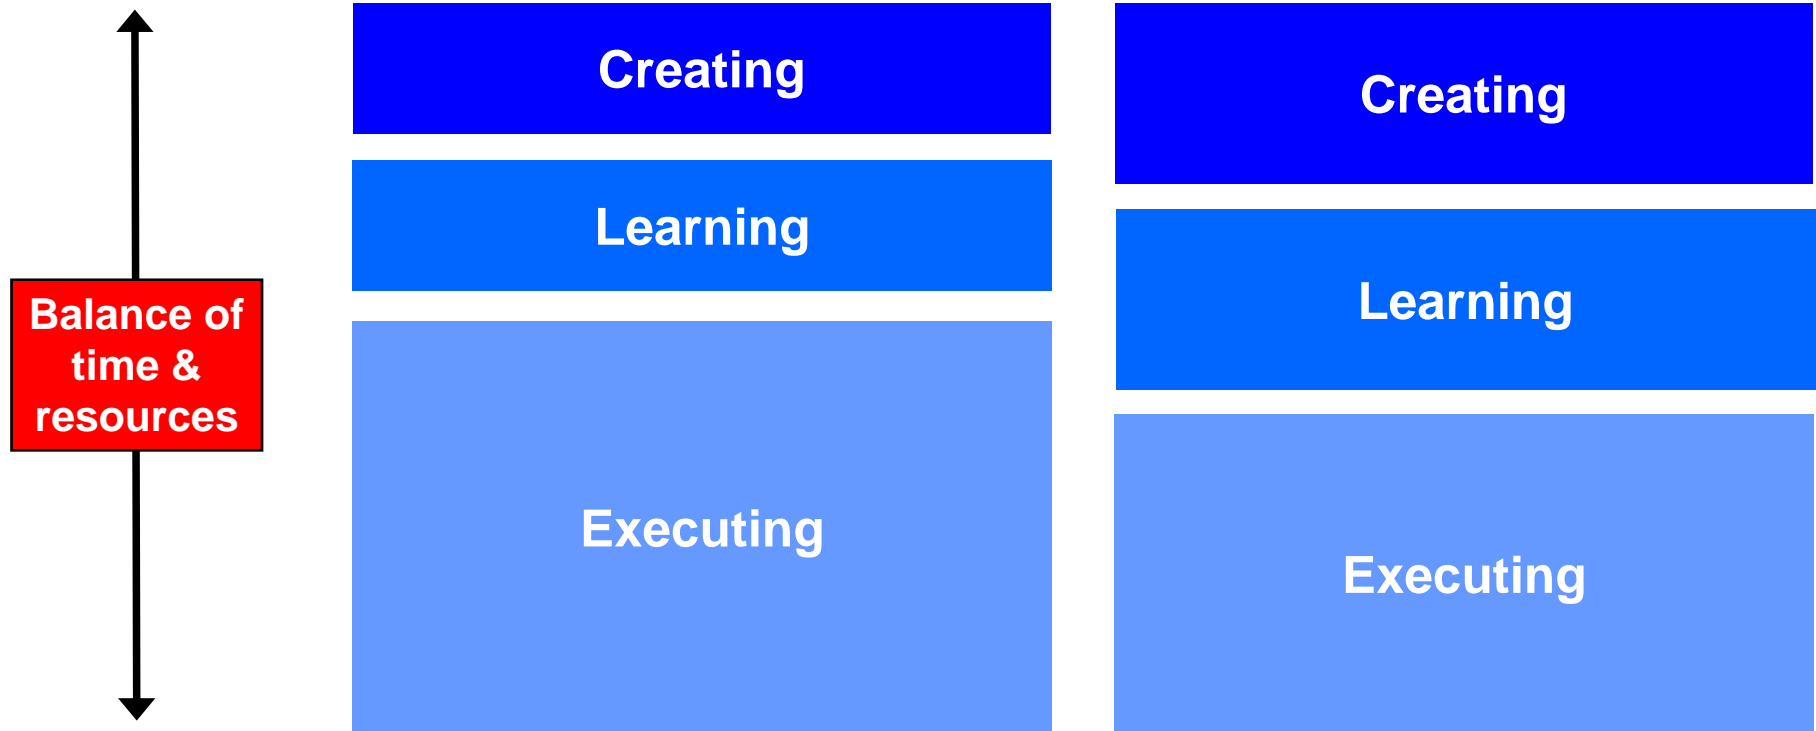 Balance of
time &
resources
Creating
Learning
Executing
Creating
Learning
Executing